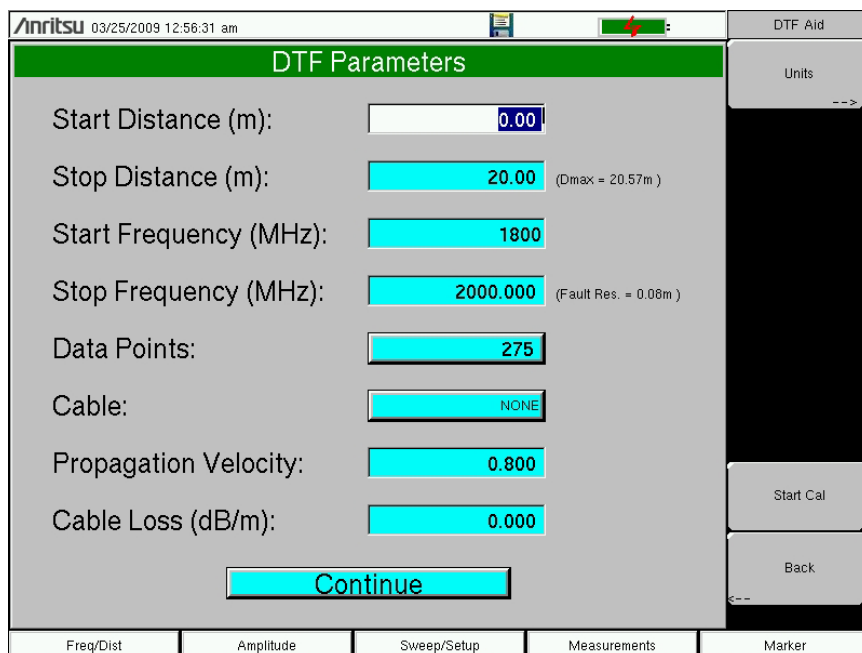 Anritsu 03/25/2009 12:56:31 am
DTF Aid
DTF Parameters
Units
-->
Start Distance (m): 0.00
Stop Distance (m): 20.00 (Dmax = 20.57m )
Start Frequency (MHz): 1800
Stop Frequency (MHz): 2000.000 (Fault Res. = 0.08m )
Data Points: 275
Cable: NONE
Propagation Velocity: 0.800
Start Cal
Cable Loss (dB/m): 0.000
Back
<--
Continue
Freq/Dist Amplitude Sweep/Setup Measurements Marker